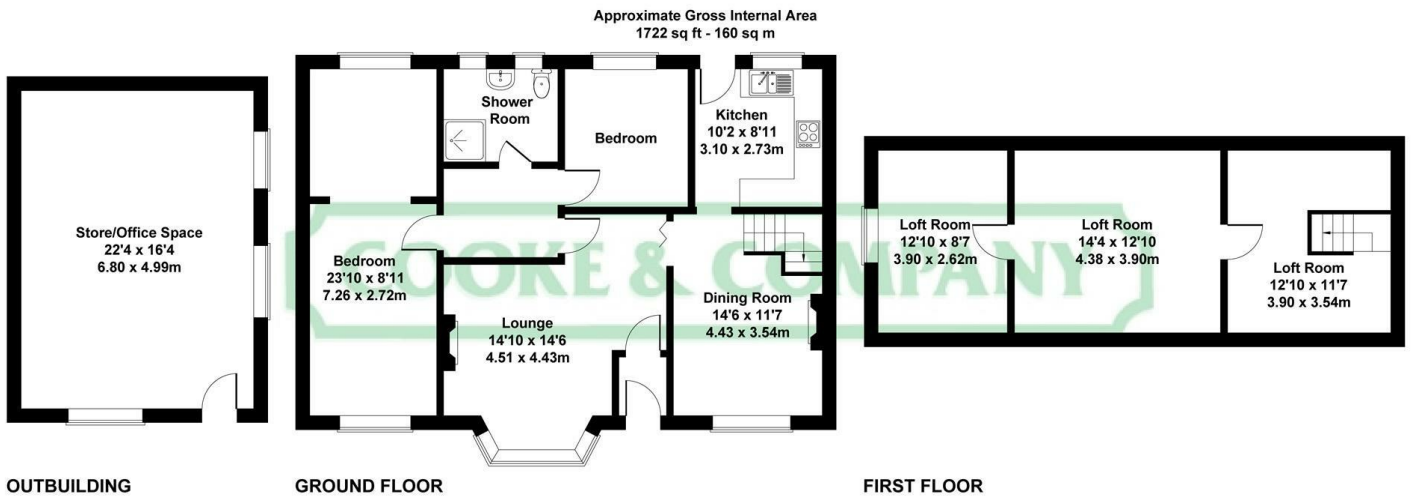 Approximate Gross Internal Area
1722 sq ft - 160 sq m
Store/Office Space
22'4 x 16'4
6.80 x 4.99m
Shower
Room
Bedroom
Kitchen
10'2 x 8'11
3.10 x 2.73m
Bedroom
23'10 x 8'11
7.26 x 2.72m
Lounge
14'10 x 14'6
4.51 x 4.43m
Dining Room
14'6 x 11'7
4.43 x 3.54m
Loft Room
12'10 x 8'7
3.90 x 2.62m
Loft Room
14'4 x 12'10
4.38 x 3.90m
Loft Room
12'10 x 11'7
3.90 x 3.54m
COOKE & COMPANY
OUTBUILDING
GROUND FLOOR
FIRST FLOOR